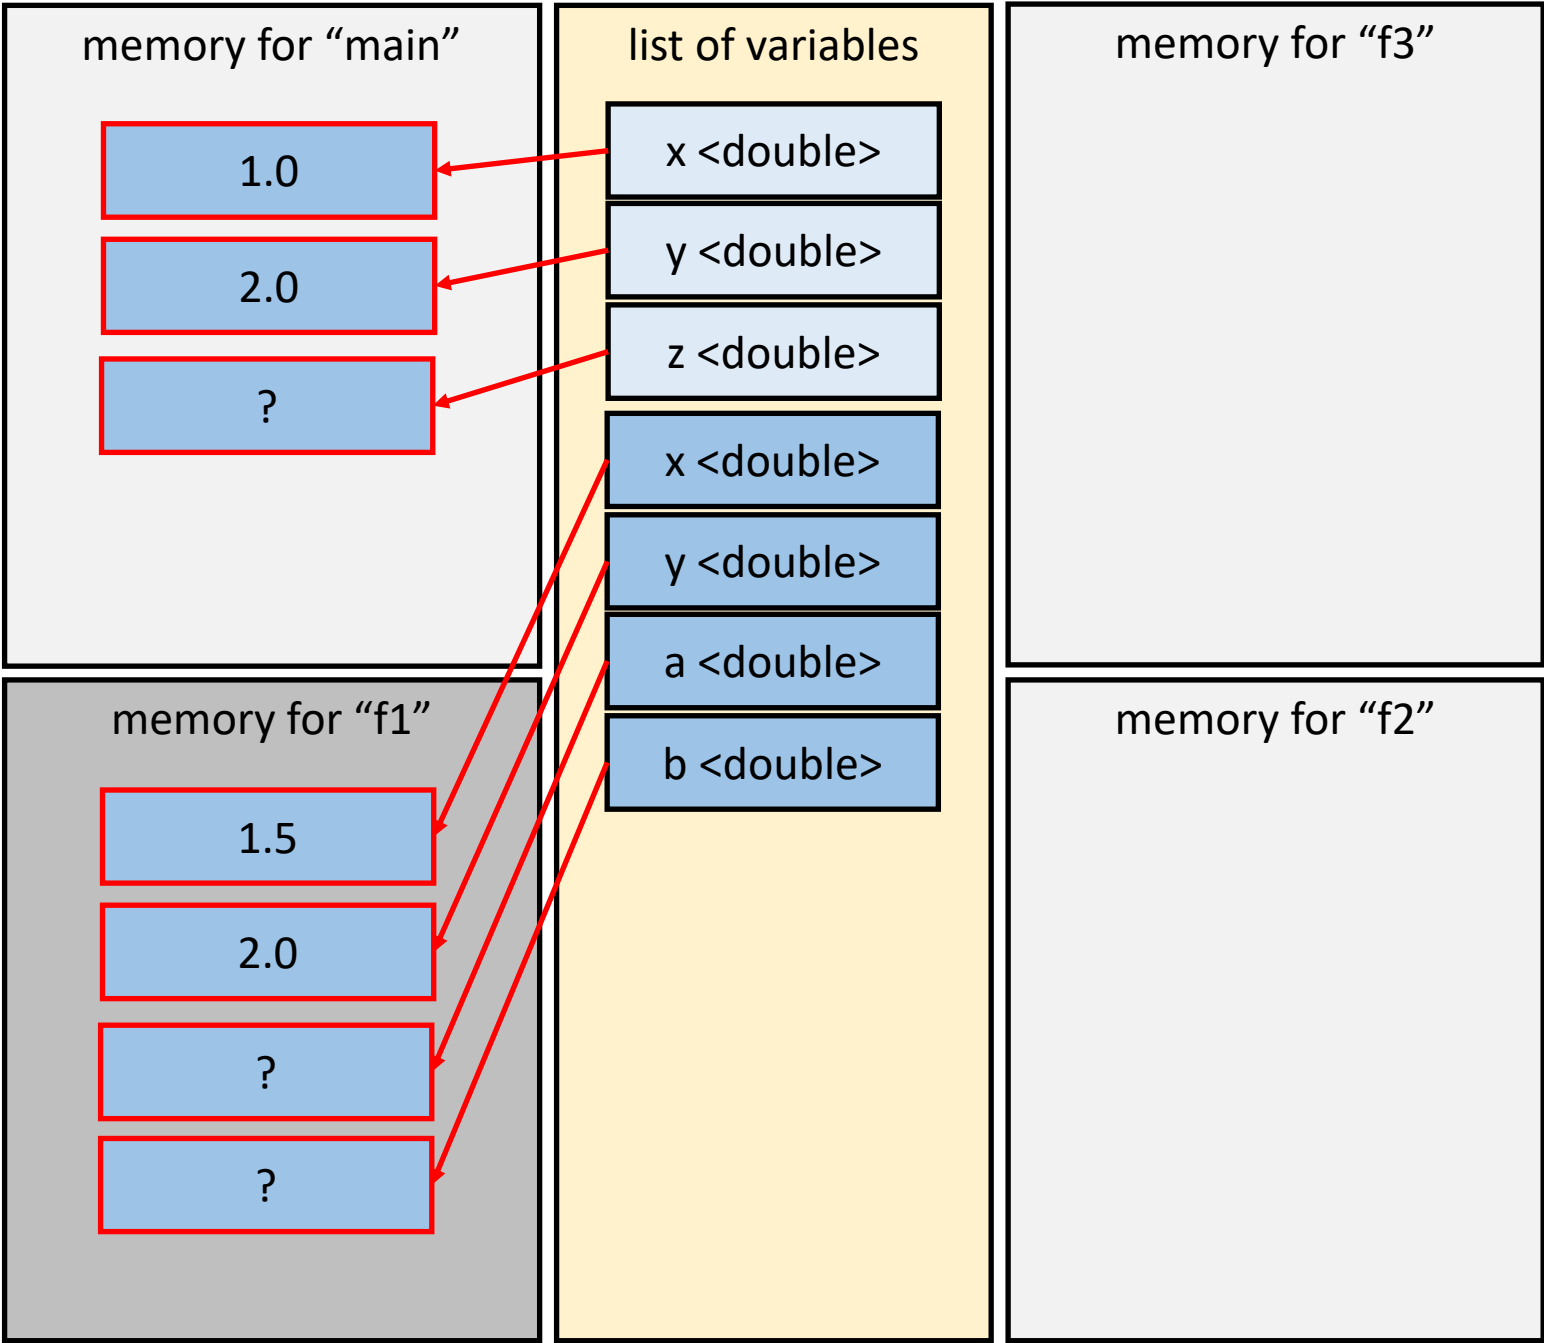 memory for “main”
1.0
2.0
?
list of variables
x <double>
y <double>
z <double>
x <double>
y <double>
a <double>
b <double>
memory for “f3”
memory for “f1”
1.5
2.0
?
?
memory for “f2”